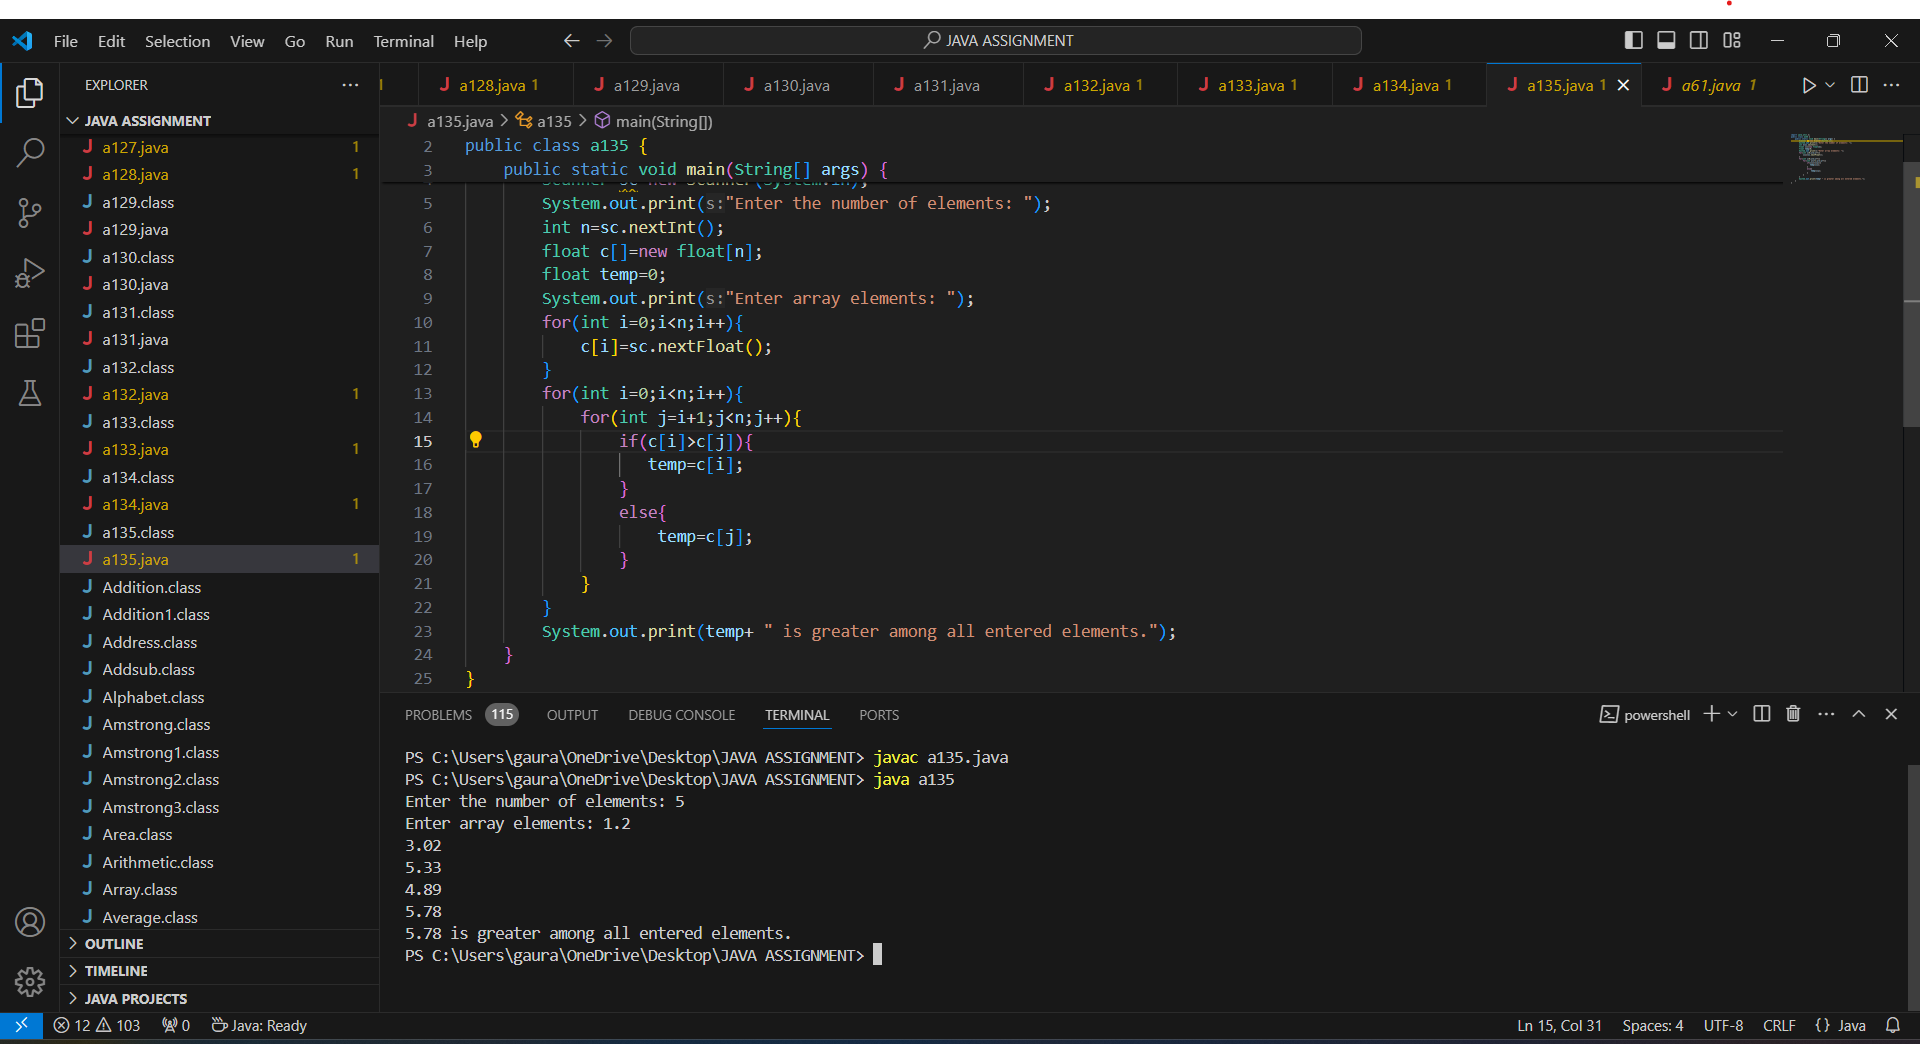 File Edit Selection View Go Run Terminal Help
JAVA ASSIGNMENT
EXPLORER
JAVA ASSIGNMENT
a127.java 1
a128.java 1
a129.class
a129.java
a130.class
a130.java
a131.class
a131.java
a132.class
a132.java 1
a133.class
a133.java 1
a134.class
a134.java 1
a135.class
a135.java 1
Addition.class
Addition1.class
Address.class
Addsub.class
Alphabet.class
Amstrong.class
Amstrong1.class
Amstrong2.class
Amstrong3.class
Area.class
Arithmetic.class
Array.class
Average.class
OUTLINE
TIMELINE
JAVA PROJECTS
a128.java 1 a129.java a130.java a131.java a132.java 1 a133.java 1 a134.java 1 a135.java 1 a61.java 1
a135.java > a135 > main(String[])
2 public class a135 {
3 public static void main(String[] args) {
5 System.out.print(s:"Enter the number of elements: ");
6 int n=sc.nextInt();
7 float c[]=new float[n];
8 float temp=0;
9 System.out.print(s:"Enter array elements: ");
10 for(int i=0;i<n;i++){
11 c[i]=sc.nextFloat();
12 }
13 for(int i=0;i<n;i++){
14 for(int j=i+1;j<n;j++){
15 if(c[i]>c[j]){
16 temp=c[i];
17 }
18 else{
19 temp=c[j];
20 }
21 }
22 }
23 System.out.print(temp+ " is greater among all entered elements.");
24 }
25 }
PROBLEMS 115 OUTPUT DEBUG CONSOLE TERMINAL PORTS
powershell
PS C:\Users\gaura\OneDrive\Desktop\JAVA ASSIGNMENT> javac a135.java
PS C:\Users\gaura\OneDrive\Desktop\JAVA ASSIGNMENT> java a135
Enter the number of elements: 5
Enter array elements: 1.2
3.02
5.33
4.89
5.78
5.78 is greater among all entered elements.
PS C:\Users\gaura\OneDrive\Desktop\JAVA ASSIGNMENT>
12 103 0 Java: Ready
Ln 15, Col 31 Spaces: 4 UTF-8 CRLF {} Java